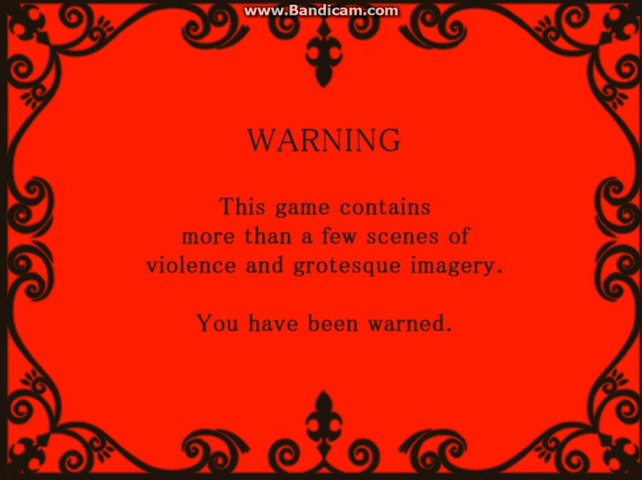 www.Bandicam.com
WARNING
This game contains
more than a few scenes of
violence and grotesque imagery.
You have been warned.